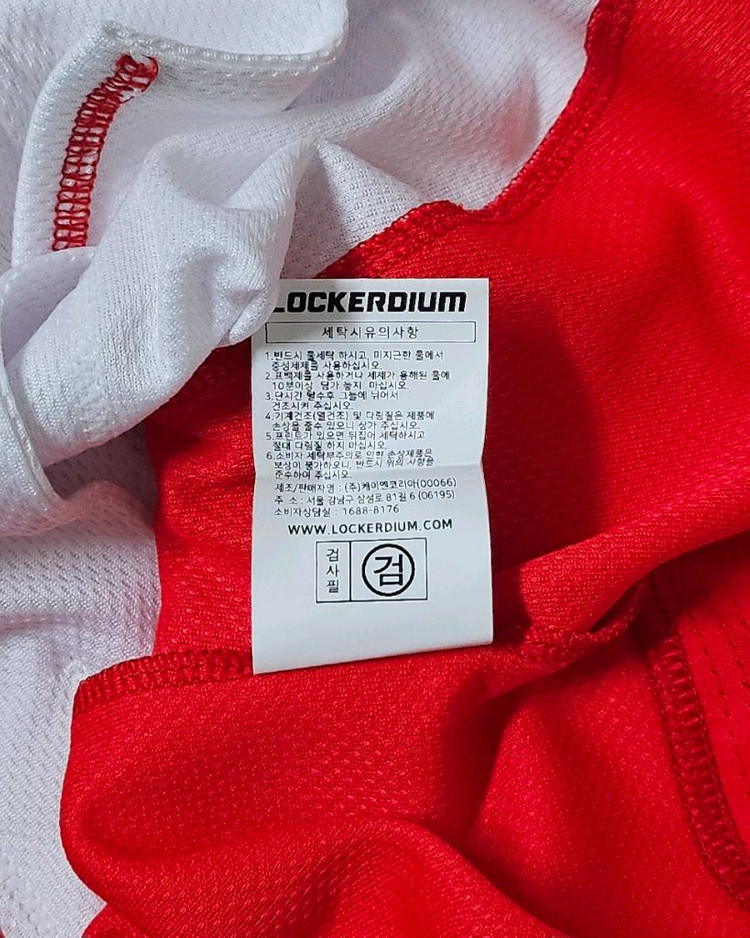 LOCKERDIUM
세탁시유의사항
1.반드시 물세탁 하시고, 미지근한 물에서
중성세제를 사용하십시오.
2.표백제를 사용하거나 세제가 용해된 물에
10분이상 담가 놓지 마십시오.
3.단시간 탈수후 그늘에 뉘어서
건조시켜 주십시오.
4.기계건조(열건조) 및 다림질은 제품에
손상을 줄수 있으니 삼가 주십시오.
5.프린트가 있으면 뒤집어 세탁하시고
절대 다림질 하지 마십시오.
6.소비자 세탁부주의로 인한 손상제품은
보상이 불가하오니, 반드시 위의 사항을
준수하여 주십시오.
제조/판매자명 : (주)케이엔코리아(00066)
주 소 : 서울 강남구 삼성로 81길 6 (06195)
소비자상담실 : 1688-8176
WWW.LOCKERDIUM.COM
검사필
검